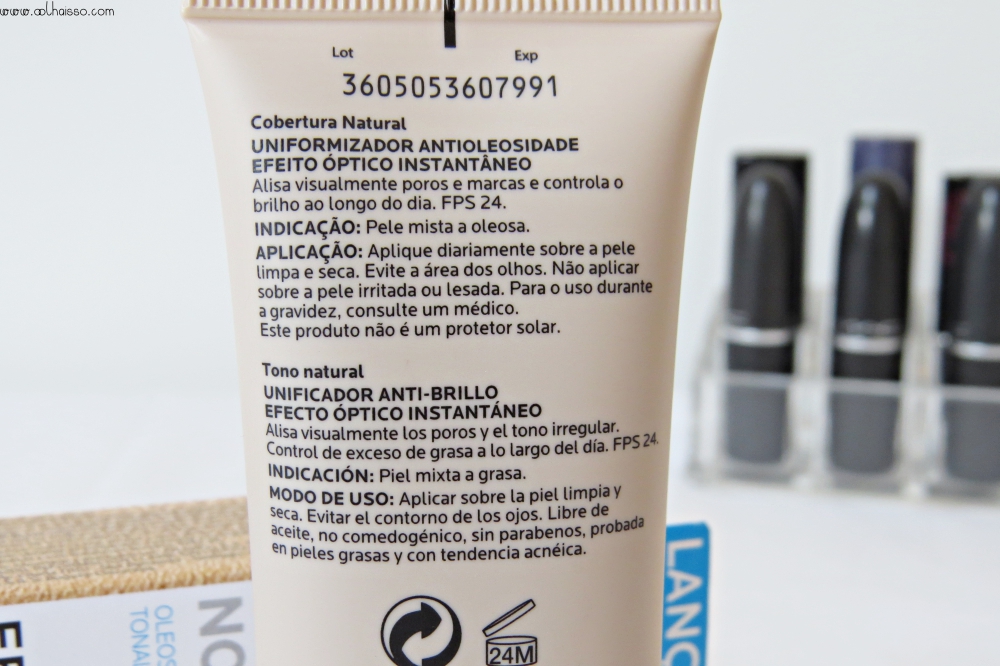 www.aolhaisso.com
Lot Exp
3605053607991
Cobertura Natural
UNIFORMIZADOR ANTIOLEOSIDADE
EFEITO ÓPTICO INSTANTÂNEO
Alisa visualmente poros e marcas e controla o
brilho ao longo do dia. FPS 24.
INDICAÇÃO: Pele mista a oleosa.
APLICAÇÃO: Aplique diariamente sobre a pele
limpa e seca. Evite a área dos olhos. Não aplicar
sobre a pele irritada ou lesada. Para o uso durante
a gravidez, consulte um médico.
Este produto não é um protetor solar.
Tono natural
UNIFICADOR ANTI-BRILLO
EFECTO ÓPTICO INSTANTÁNEO
Alisa visualmente los poros y el tono irregular.
Control de exceso de grasa a lo largo del día. FPS 24.
INDICACIÓN: Piel mixta a grasa.
MODO DE USO: Aplicar sobre la piel limpia y
seca. Evitar el contorno de los ojos. Libre de
aceite, no comedogénico, sin parabenos, probada
en pieles grasas y con tendencia acnéica.
24M